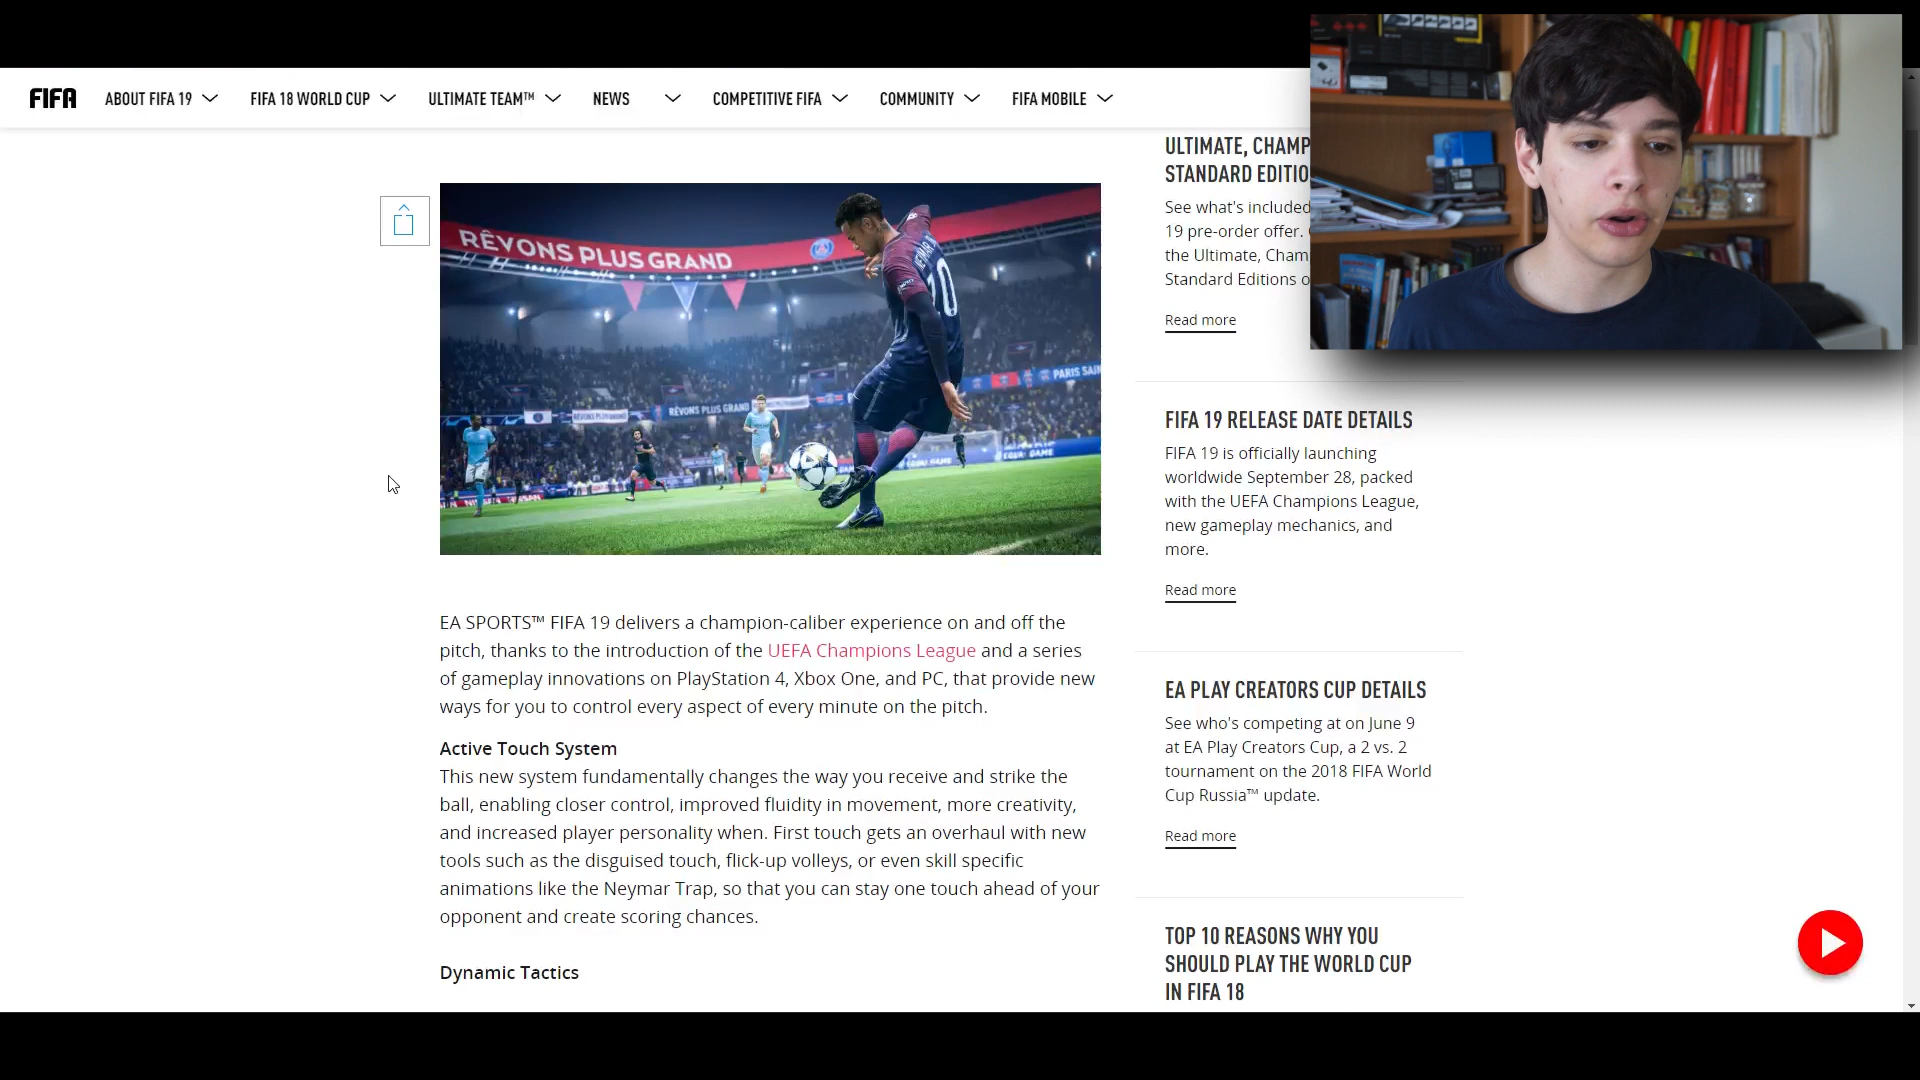 FIFA ABOUT FIFA 19 FIFA 18 WORLD CUP ULTIMATE TEAM™ NEWS COMPETITIVE FIFA COMMUNITY FIFA MOBILE
RÊVONS PLUS GRAND
NEYMAR JR
10
PARIS SAIN
RÊVONS PLUS GRAND
RÊVONS PLUS GRAND
EQUAL GAME
EA SPORTS™ FIFA 19 delivers a champion-caliber experience on and off the
pitch, thanks to the introduction of the UEFA Champions League and a series
of gameplay innovations on PlayStation 4, Xbox One, and PC, that provide new
ways for you to control every aspect of every minute on the pitch.
Active Touch System
This new system fundamentally changes the way you receive and strike the
ball, enabling closer control, improved fluidity in movement, more creativity,
and increased player personality when. First touch gets an overhaul with new
tools such as the disguised touch, flick-up volleys, or even skill specific
animations like the Neymar Trap, so that you can stay one touch ahead of your
opponent and create scoring chances.
Dynamic Tactics
ULTIMATE, CHAMP
STANDARD EDITIO
See what's included
19 pre-order offer.
the Ultimate, Cham
Standard Editions o
Read more
FIFA 19 RELEASE DATE DETAILS
FIFA 19 is officially launching
worldwide September 28, packed
with the UEFA Champions League,
new gameplay mechanics, and
more.
Read more
EA PLAY CREATORS CUP DETAILS
See who's competing at on June 9
at EA Play Creators Cup, a 2 vs. 2
tournament on the 2018 FIFA World
Cup Russia™ update.
Read more
TOP 10 REASONS WHY YOU
SHOULD PLAY THE WORLD CUP
IN FIFA 18